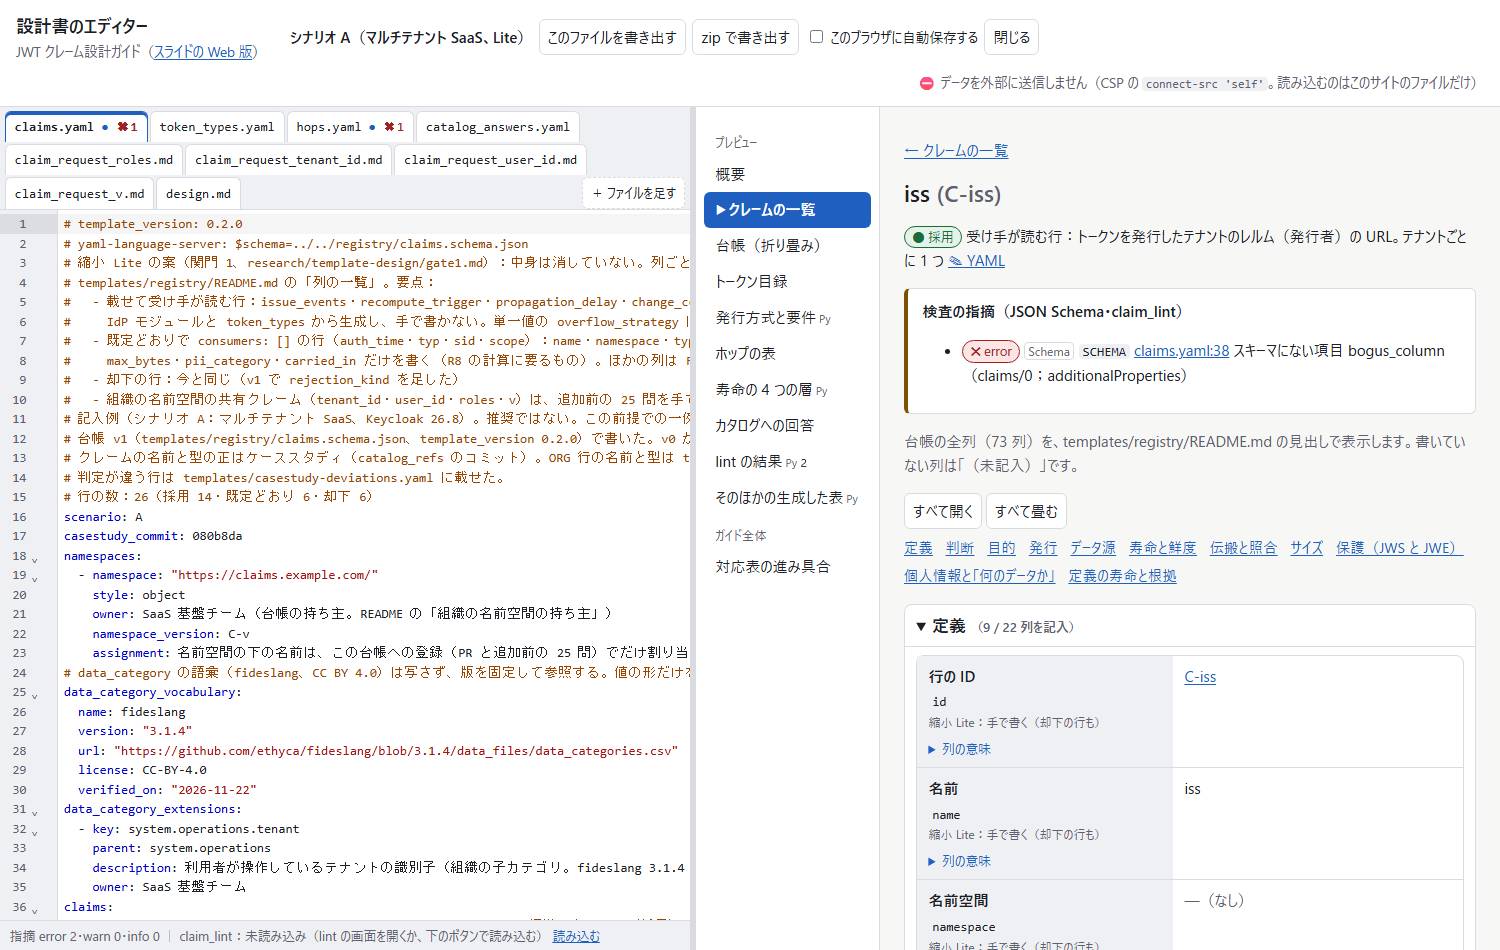 設計書のエディター
JWT クレーム設計ガイド（スライドの Web 版）
シナリオ A（マルチテナント SaaS、Lite）
このファイルを書き出す
zip で書き出す
このブラウザに自動保存する
閉じる
データを外部に送信しません（CSP の connect-src 'self'。読み込むのはこのサイトのファイルだけ）
claims.yaml ● ✖1
token_types.yaml
hops.yaml ● ✖1
catalog_answers.yaml
claim_request_roles.md
claim_request_tenant_id.md
claim_request_user_id.md
claim_request_v.md
design.md
+ ファイルを足す
1 # template_version: 0.2.0
2 # yaml-language-server: $schema=../../registry/claims.schema.json
3 # 縮小 Lite の案（関門 1、research/template-design/gate1.md）：中身は消していない。列ごと
4 # templates/registry/README.md の「列の一覧」。要点：
5 #   - 載せて受け手が読む行：issue_events・recompute_trigger・propagation_delay・change_c
6 #     IdP モジュールと token_types から生成し、手で書かない。単一値の overflow_strategy
7 #   - 既定どおりで consumers: [] の行（auth_time・typ・sid・scope）：name・namespace・typ
8 #     max_bytes・pii_category・carried_in だけを書く（R8 の計算に要るもの）。ほかの列は
9 #   - 却下の行：今と同じ（v1 で rejection_kind を足した）
10 #   - 組織の名前空間の共有クレーム（tenant_id・user_id・roles・v）は、追加前の 25 問を手で
11 # 記入例（シナリオ A：マルチテナント SaaS、Keycloak 26.8）。推奨ではない。この前提での一例
12 # 台帳 v1（templates/registry/claims.schema.json、template_version 0.2.0）で書いた。v0 か
13 # クレームの名前と型の正はケーススタディ（catalog_refs のコミット）。ORG 行の名前と型は t
14 # 判定が違う行は templates/casestudy-deviations.yaml に載せた。
15 # 行の数：26（採用 14・既定どおり 6・却下 6）
16 scenario: A
17 casestudy_commit: 080b8da
18 namespaces:
19   - namespace: "https://claims.example.com/"
20     style: object
21     owner: SaaS 基盤チーム（台帳の持ち主。README の「組織の名前空間の持ち主」）
22     namespace_version: C-v
23     assignment: 名前空間の下の名前は、この台帳への登録（PR と追加前の 25 問）でだけ割り当
24 # data_category の語彙（fideslang、CC BY 4.0）は写さず、版を固定して参照する。値の形だけを
25 data_category_vocabulary:
26   name: fideslang
27   version: "3.1.4"
28   url: "https://github.com/ethyca/fideslang/blob/3.1.4/data_files/data_categories.csv"
29   license: CC-BY-4.0
30   verified_on: "2026-11-22"
31 data_category_extensions:
32   - key: system.operations.tenant
33     parent: system.operations
34     description: 利用者が操作しているテナントの識別子（組織の子カテゴリ。fideslang 3.1.4
35     owner: SaaS 基盤チーム
36 claims:
指摘 error 2・warn 0・info 0
claim_lint：未読み込み（lint の画面を開くか、下のボタンで読み込む） 読み込む
プレビュー
概要
▶クレームの一覧
台帳（折り畳み）
トークン目録
発行方式と要件 Py
ホップの表
寿命の 4 つの層 Py
カタログへの回答
lint の結果 Py 2
そのほかの生成した表 Py
ガイド全体
対応表の進み具合
← クレームの一覧
iss (C-iss)
● 採用 受け手が読む行：トークンを発行したテナントのレルム（発行者）の URL。テナントごと
に 1 つ ✎ YAML
検査の指摘（JSON Schema・claim_lint）
• ✕ error Schema SCHEMA claims.yaml:38 スキーマにない項目 bogus_column
（claims/0；additionalProperties）
台帳の全列（73 列）を、templates/registry/README.md の見出しで表示します。書いてい
ない列は「（未記入）」です。
すべて開く
すべて畳む
定義 判断 目的 発行 データ源 寿命と鮮度 伝搬と照合 サイズ 保護（JWS と JWE）
個人情報と「何のデータか」 定義の寿命と根拠
▼ 定義 （9 / 22 列を記入）
行の ID
id
縮小 Lite：手で書く（却下の行も）
▶ 列の意味
C-iss
名前
name
縮小 Lite：手で書く（却下の行も）
▶ 列の意味
iss
名前空間
namespace
縮小 Lite：手で書く（却下の行も）
—（なし）